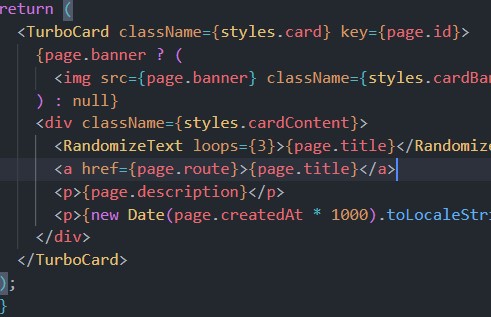 return (
<TurboCard className={styles.card} key={page.id}>
{page.banner ? (
<img src={page.banner} className={styles.cardBan
) : null}
<div className={styles.cardContent}>
<RandomizeText loops={3}>{page.title}</Randomize
<a href={page.route}>{page.title}</a>
<p>{page.description}</p>
<p>{new Date(page.createdAt * 1000).toLocaleStri
</div>
</TurboCard>
);
}